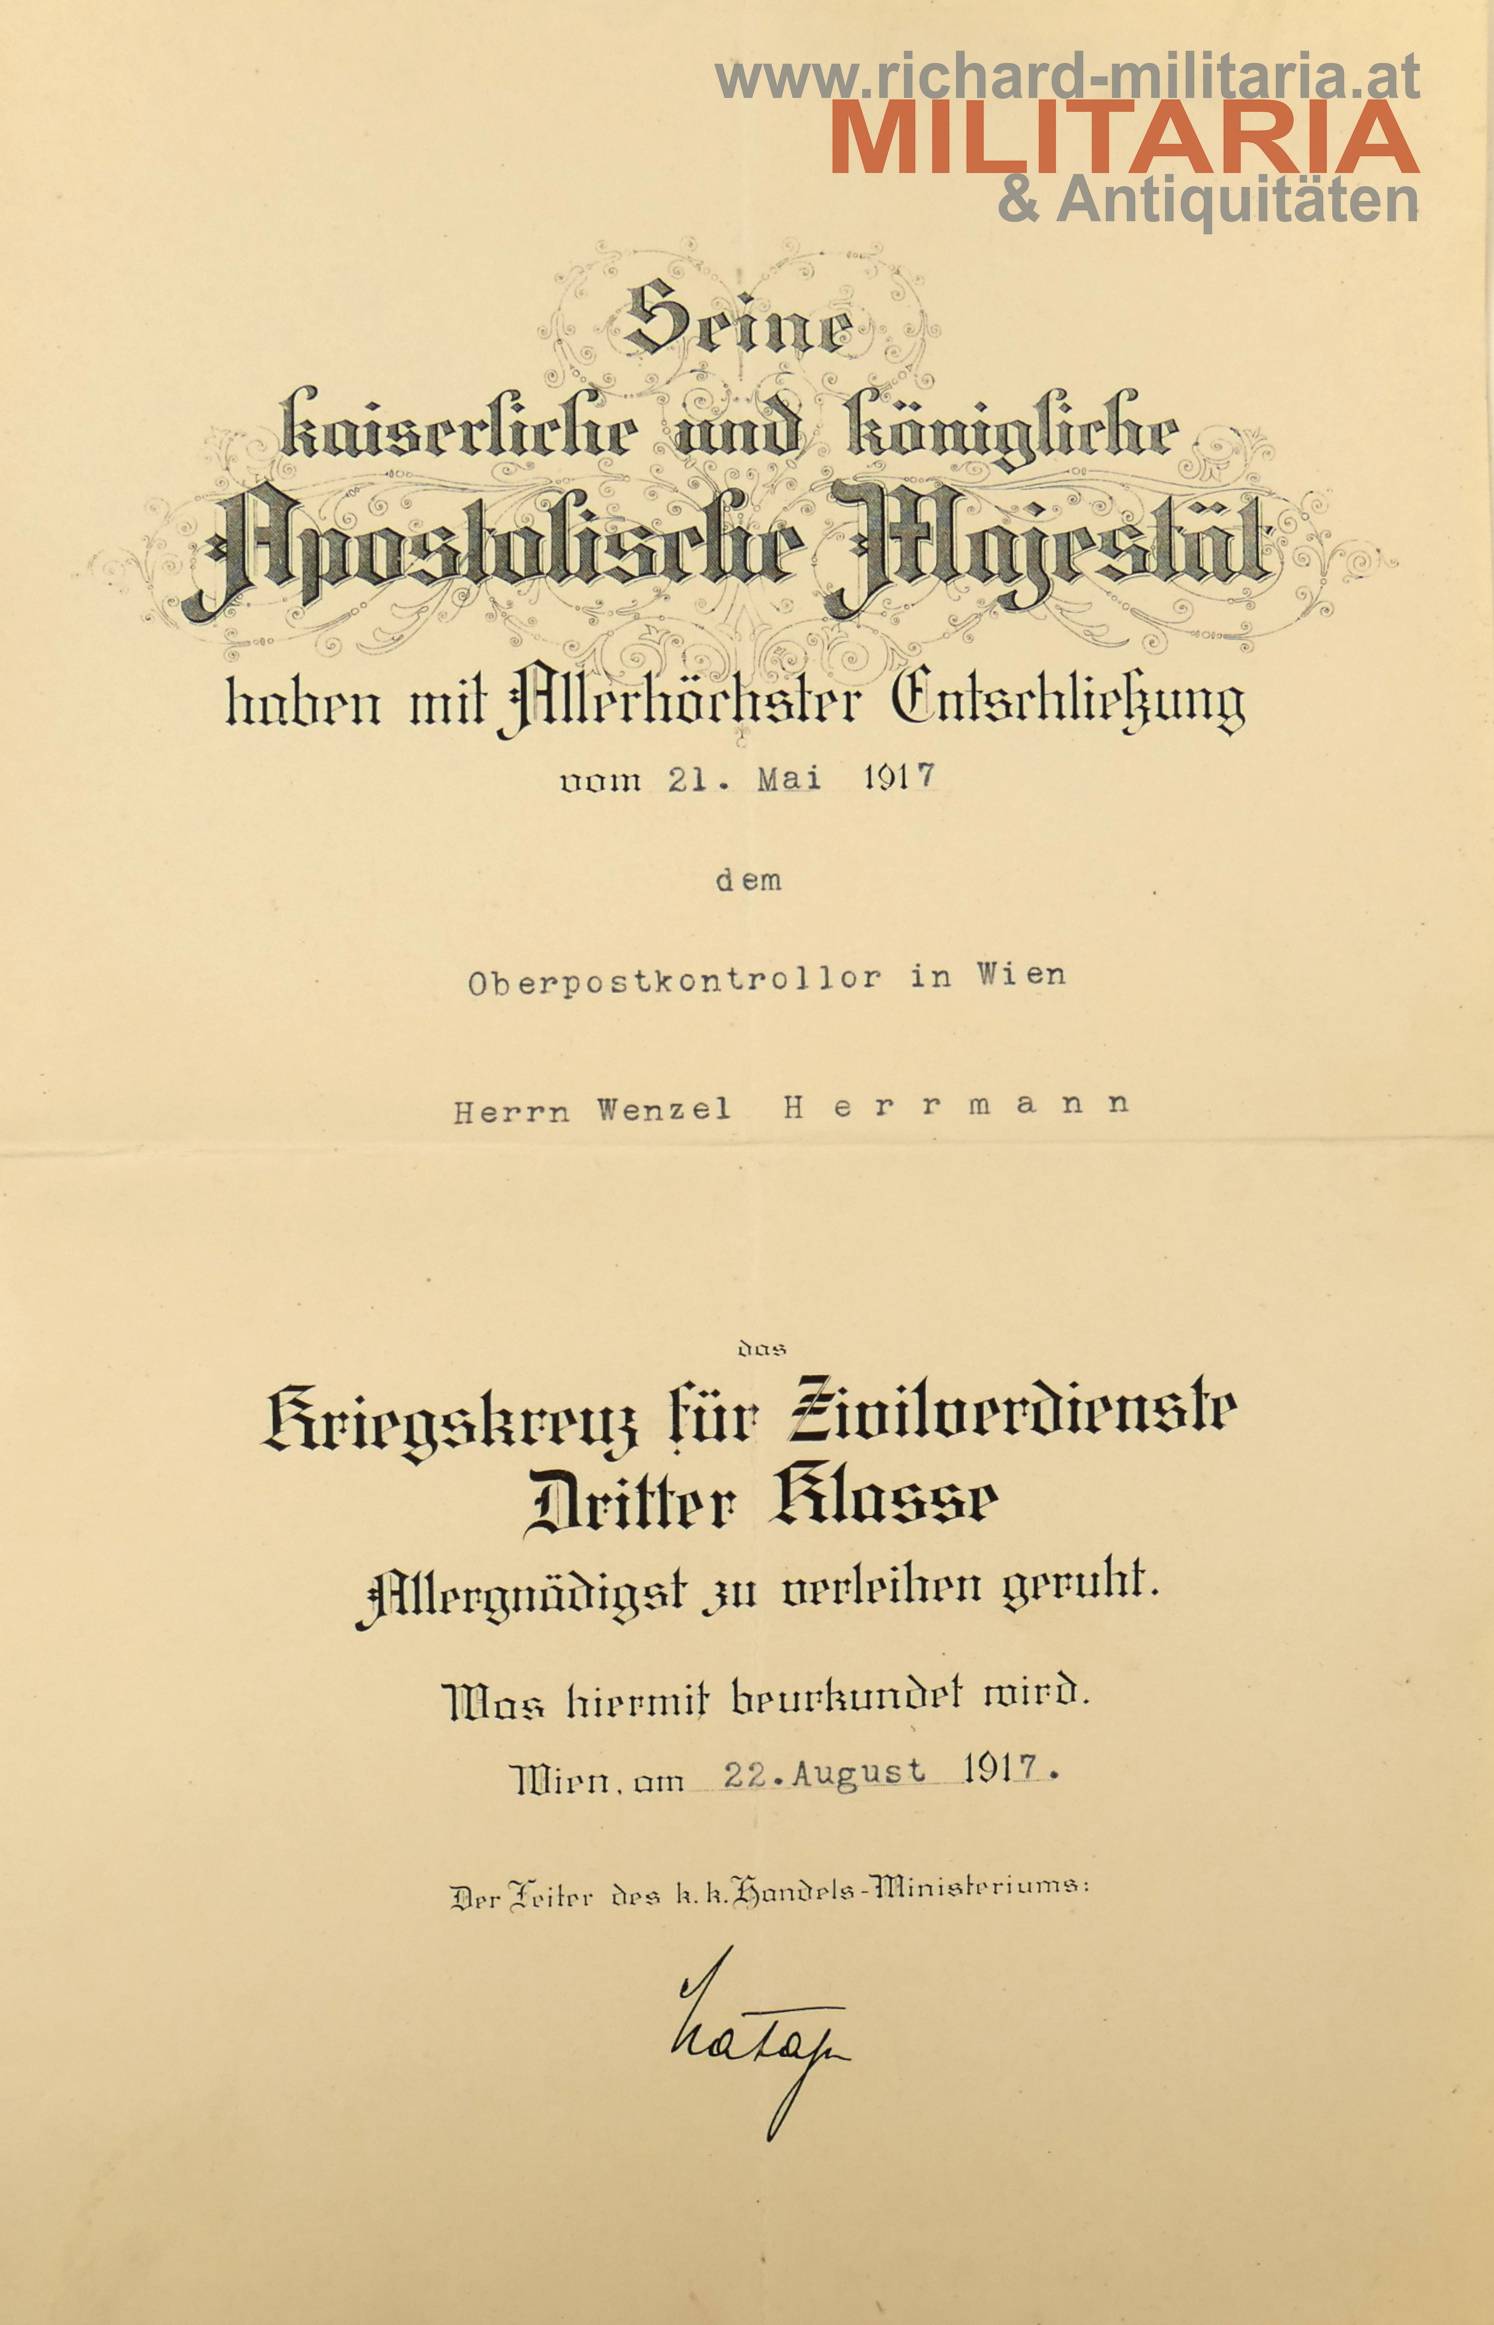 www.richard-militaria.at
MILITARIA
& Antiquitäten
Seine
kaiserliche und königliche
Apostolische Majestät
haben mit Allerhöchster Entschließung
vom 21. Mai 1917
dem
Oberpostkontrollor in Wien
Herrn Wenzel Herrmann
das
Kriegskreuz für Zivilverdienste
Dritter Klasse
Allergnädigst zu verleihen geruht.
Was hiermit beurkundet wird.
Wien, am 22. August 1917.
Der Leiter des k. k. Handels-Ministeriums: